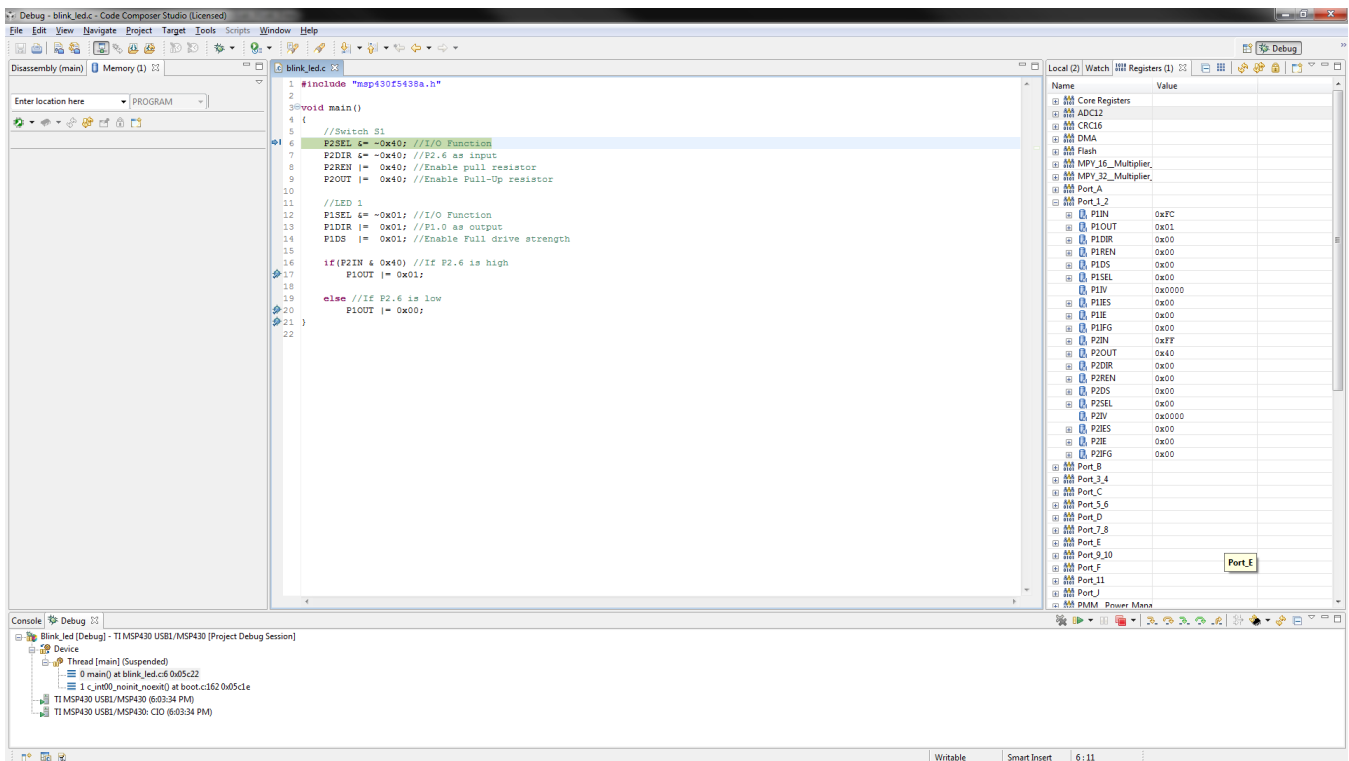 Debug - blink_led.c - Code Composer Studio (Licensed)
File Edit View Navigate Project Target Tools Scripts Window Help
Debug
Disassembly (main) Memory (1)
Enter location here PROGRAM
blink_led.c
1 #include "msp430f5438a.h"
2
3 void main()
4 {
5 //Switch S1
6 P2SEL &= ~0x40; //I/O Function
7 P2DIR &= ~0x40; //P2.6 as input
8 P2REN |= 0x40; //Enable pull resistor
9 P2OUT |= 0x40; //Enable Pull-Up resistor
10
11 //LED 1
12 P1SEL &= ~0x01; //I/O Function
13 P1DIR |= 0x01; //P1.0 as output
14 P1DS |= 0x01; //Enable Full drive strength
15
16 if(P2IN & 0x40) //If P2.6 is high
17 P1OUT |= 0x01;
18
19 else //If P2.6 is low
20 P1OUT |= 0x00;
21 }
22
Local (2) Watch Registers (1)
Name Value
Core Registers
ADC12
CRC16
DMA
Flash
MPY_16__Multiplier_
MPY_32__Multiplier_
Port_A
Port_1_2
P1IN 0xFC
P1OUT 0x01
P1DIR 0x00
P1REN 0x00
P1DS 0x00
P1SEL 0x00
P1IV 0x0000
P1IES 0x00
P1IE 0x00
P1IFG 0x00
P2IN 0xFF
P2OUT 0x40
P2DIR 0x00
P2REN 0x00
P2DS 0x00
P2SEL 0x00
P2IV 0x0000
P2IES 0x00
P2IE 0x00
P2IFG 0x00
Port_B
Port_3_4
Port_C
Port_5_6
Port_D
Port_7_8
Port_E
Port_9_10
Port_F
Port_11
Port_J
PMM_Power_Mana
Port_E
Console Debug
Blink_led [Debug] - TI MSP430 USB1/MSP430 [Project Debug Session]
Device
Thread [main] (Suspended)
0 main() at blink_led.c:6 0x05c22
1 c_int00_noinit_noexit() at boot.c:162 0x05c1e
TI MSP430 USB1/MSP430 (6:03:34 PM)
TI MSP430 USB1/MSP430: CIO (6:03:34 PM)
Writable Smart Insert 6 : 11